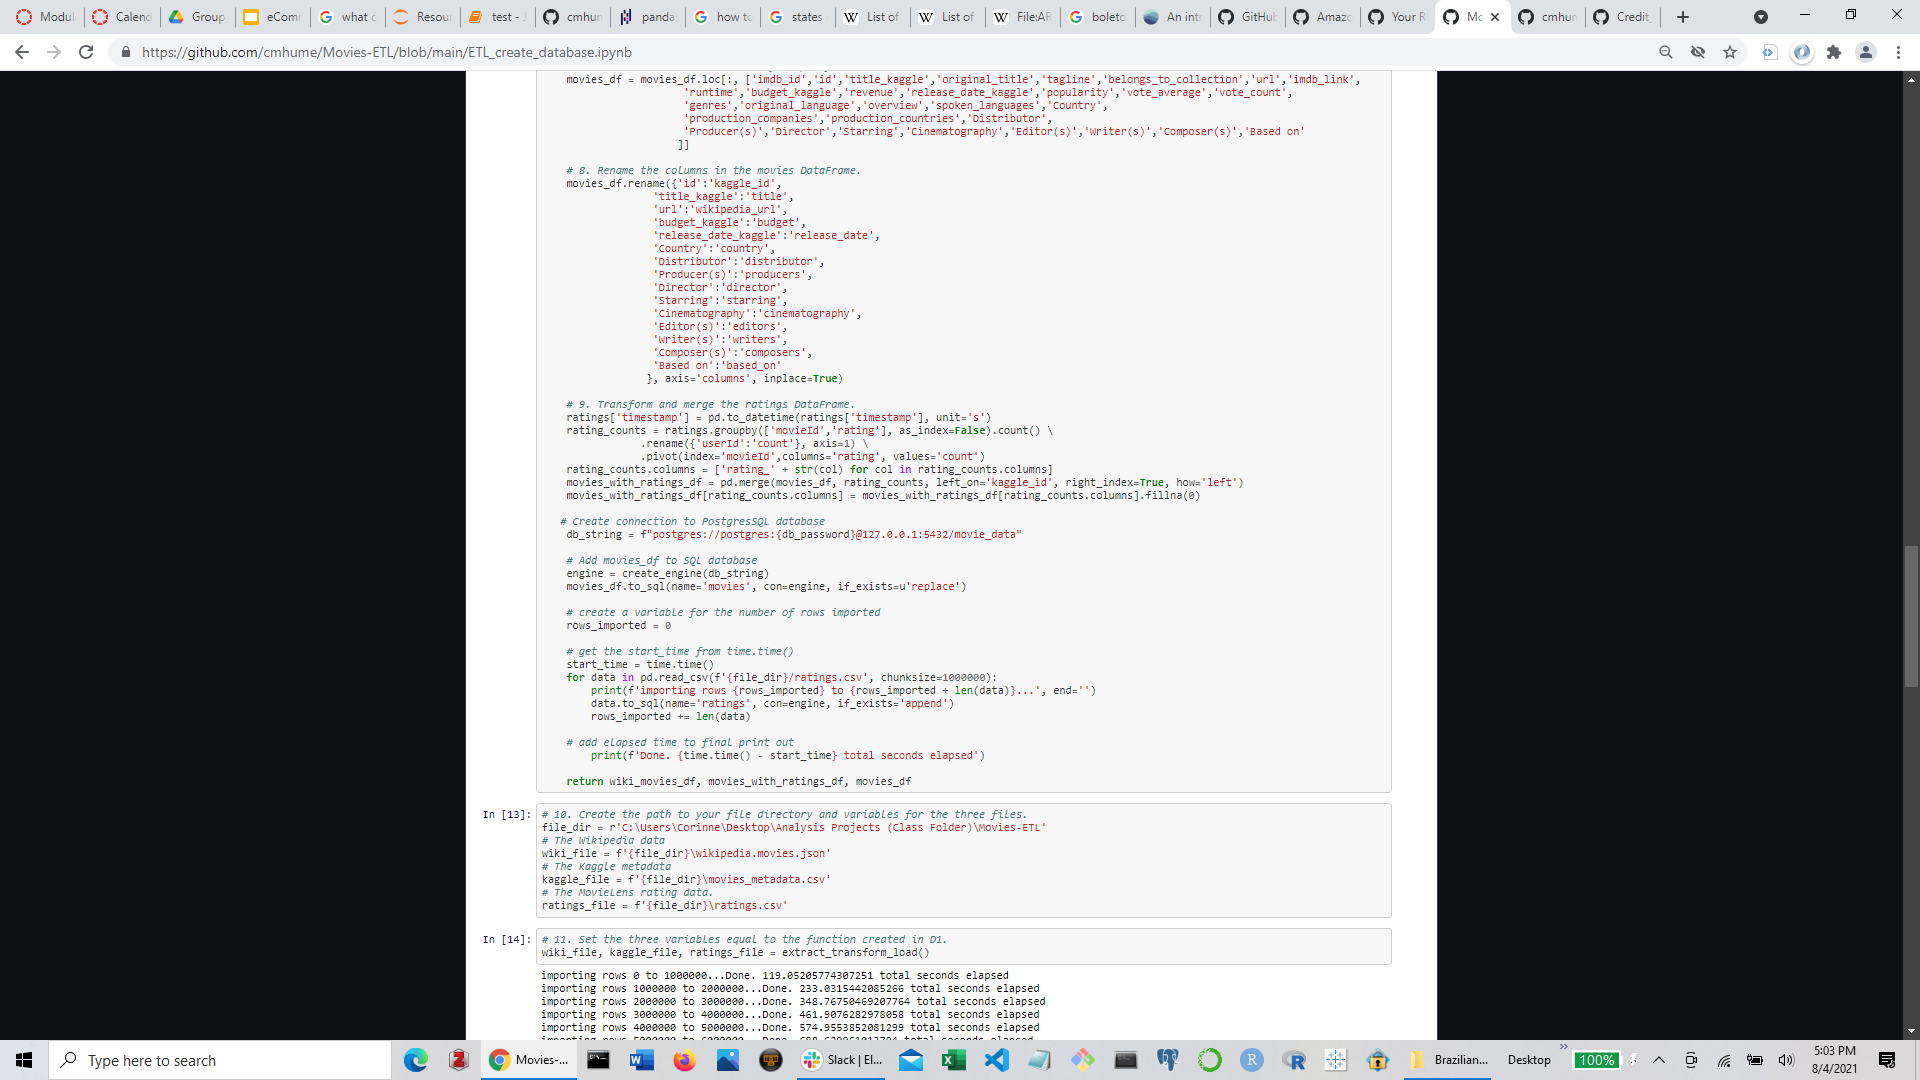 Modul
Calend
Group
eComm
what c
Resour
test - J
cmhum
panda
how to
states
List of
List of
File:AR
boleto
An intr
GitHub
Amazo
Your R
Mo
cmhum
Credit_
https://github.com/cmhume/Movies-ETL/blob/main/ETL_create_database.ipynb
movies_df = movies_df.loc[:, ['imdb_id','id','title_kaggle','original_title','tagline','belongs_to_collection','url','imdb_link',
'runtime','budget_kaggle','revenue','release_date_kaggle','popularity','vote_average','vote_count',
'genres','original_language','overview','spoken_languages','Country',
'production_companies','production_countries','Distributor',
'Producer(s)','Director','Starring','Cinematography','Editor(s)','Writer(s)','Composer(s)','Based on'
]]
# 8. Rename the columns in the movies DataFrame.
movies_df.rename({'id':'kaggle_id',
'title_kaggle':'title',
'url':'wikipedia_url',
'budget_kaggle':'budget',
'release_date_kaggle':'release_date',
'Country':'country',
'Distributor':'distributor',
'Producer(s)':'producers',
'Director':'director',
'Starring':'starring',
'Cinematography':'cinematography',
'Editor(s)':'editors',
'Writer(s)':'writers',
'Composer(s)':'composers',
'Based on':'based_on'
}, axis='columns', inplace=True)
# 9. Transform and merge the ratings DataFrame.
ratings['timestamp'] = pd.to_datetime(ratings['timestamp'], unit='s')
rating_counts = ratings.groupby(['movieId','rating'], as_index=False).count() \
.rename({'userId':'count'}, axis=1) \
.pivot(index='movieId',columns='rating', values='count')
rating_counts.columns = ['rating_' + str(col) for col in rating_counts.columns]
movies_with_ratings_df = pd.merge(movies_df, rating_counts, left_on='kaggle_id', right_index=True, how='left')
movies_with_ratings_df[rating_counts.columns] = movies_with_ratings_df[rating_counts.columns].fillna(0)
# Create connection to PostgresSQL database
db_string = f"postgres://postgres:{db_password}@127.0.0.1:5432/movie_data"
# Add movies_df to SQL database
engine = create_engine(db_string)
movies_df.to_sql(name='movies', con=engine, if_exists=u'replace')
# create a variable for the number of rows imported
rows_imported = 0
# get the start_time from time.time()
start_time = time.time()
for data in pd.read_csv(f'{file_dir}/ratings.csv', chunksize=1000000):
print(f'importing rows {rows_imported} to {rows_imported + len(data)}...', end='')
data.to_sql(name='ratings', con=engine, if_exists='append')
rows_imported += len(data)
# add elapsed time to final print out
print(f'Done. {time.time() - start_time} total seconds elapsed')
return wiki_movies_df, movies_with_ratings_df, movies_df
In [13]:
# 10. Create the path to your file directory and variables for the three files.
file_dir = r'C:\Users\Corinne\Desktop\Analysis Projects (Class Folder)\Movies-ETL'
# The Wikipedia data
wiki_file = f'{file_dir}\wikipedia.movies.json'
# The Kaggle metadata
kaggle_file = f'{file_dir}\movies_metadata.csv'
# The MovieLens rating data.
ratings_file = f'{file_dir}\ratings.csv'
In [14]:
# 11. Set the three variables equal to the function created in D1.
wiki_file, kaggle_file, ratings_file = extract_transform_load()
importing rows 0 to 1000000...Done. 119.05205774307251 total seconds elapsed
importing rows 1000000 to 2000000...Done. 233.0315442085266 total seconds elapsed
importing rows 2000000 to 3000000...Done. 348.76750469207764 total seconds elapsed
importing rows 3000000 to 4000000...Done. 461.9076282978058 total seconds elapsed
importing rows 4000000 to 5000000...Done. 574.9553852081299 total seconds elapsed
Type here to search
Movies-...
Slack | El...
Brazilian...
Desktop
100%
5:03 PM
8/4/2021